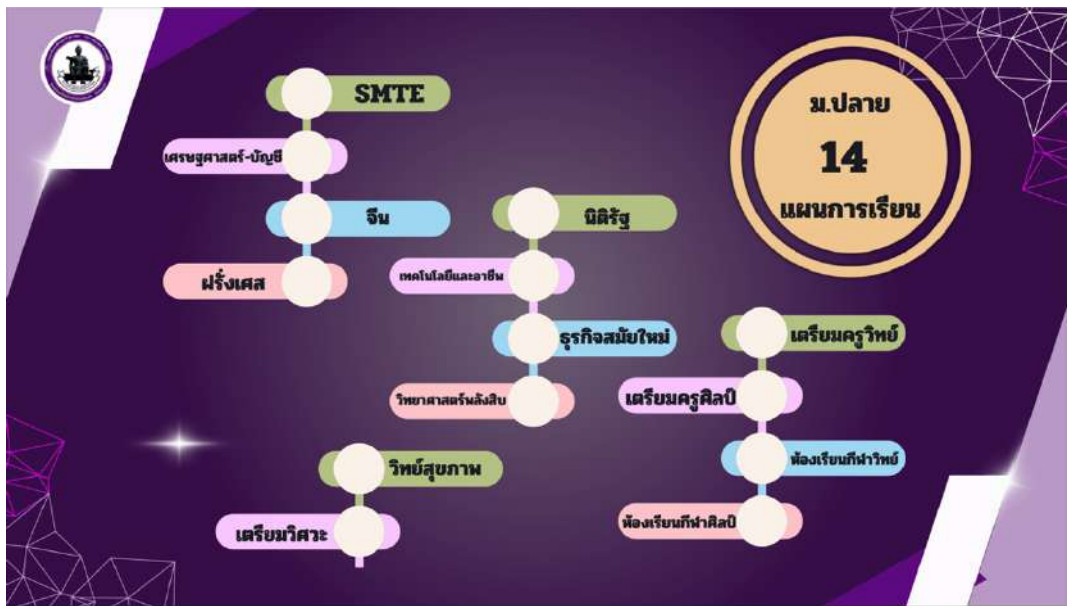 SMTE
เศรษฐศาสตร์-บัญชี
จีน
ฝรั่งเศส
นิติรัฐ
เทคโนโลยีและอาชีพ
ธุรกิจสมัยใหม่
วิทยาศาสตร์พลังสิบ
เตรียมครูวิทย์
เตรียมครูศิลป์
ห้องเรียนกีฬาวิทย์
ห้องเรียนกีฬาศิลป์
วิทย์สุขภาพ
เตรียมวิศวะ
ม.ปลาย
14
แผนการเรียน